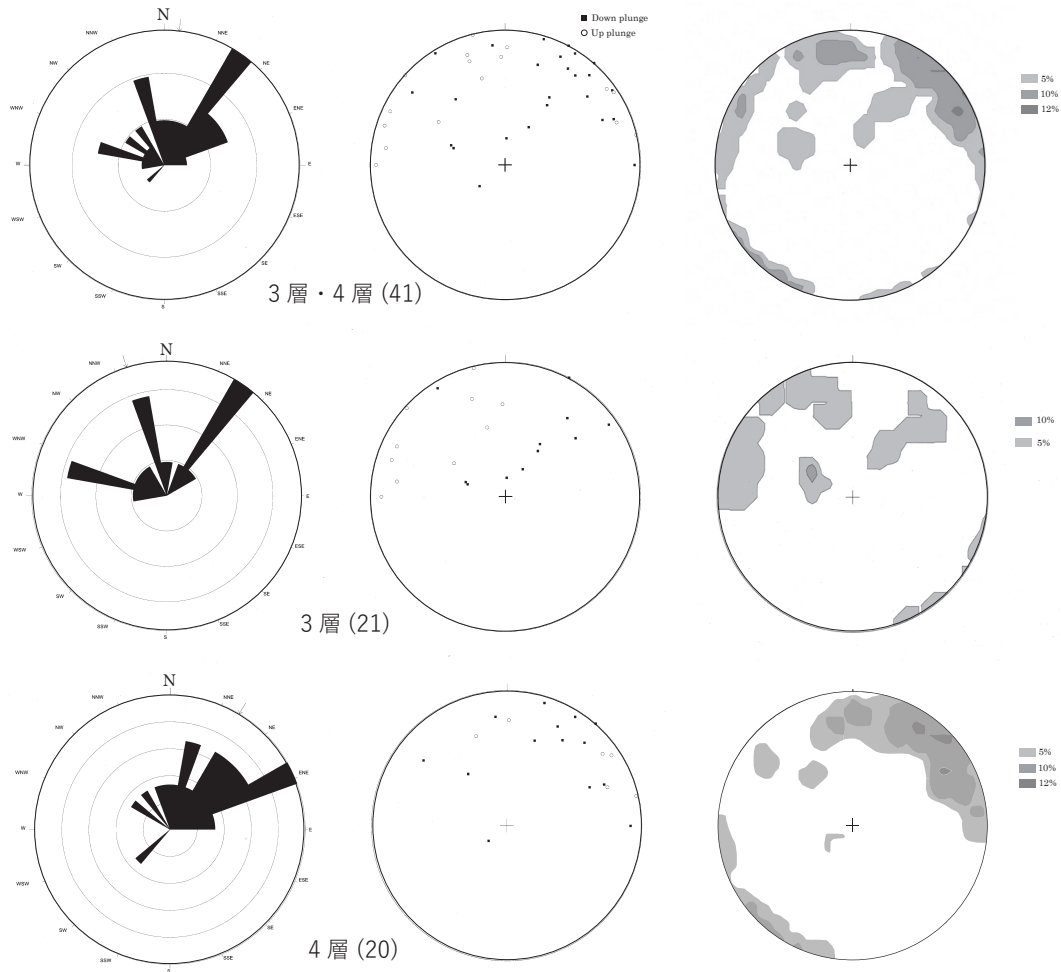 N
NNE
NE
ENE
E
ESE
SE
SSE
S
SSW
SW
WSW
W
WNW
NW
NNW
■ Down plunge
○ Up plunge
5%
10%
12%
3層・4層 (41)
N
NNE
NE
ENE
E
ESE
SE
SSE
S
SSW
SW
WSW
W
WNW
NW
NNW
10%
5%
3層 (21)
N
NNE
NE
ENE
E
ESE
SE
SSE
S
SSW
SW
WSW
W
WNW
NW
NNW
5%
10%
12%
4層 (20)